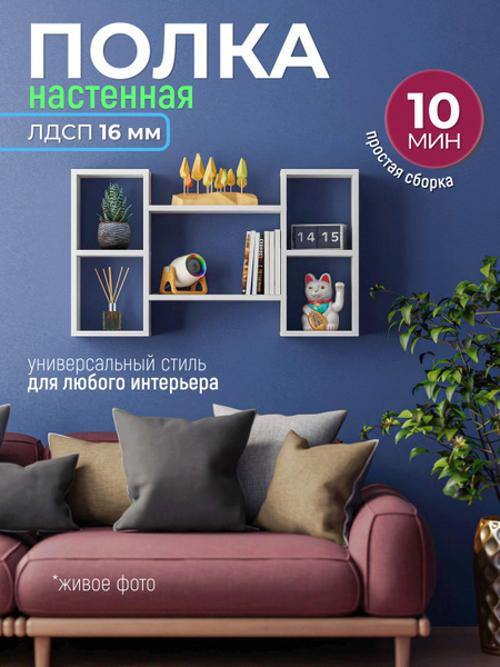 ПОЛКА
настенная
ЛДСП 16 мм
10
МИН
простая сборка
14 15
универсальный стиль
для любого интерьера
*живое фото